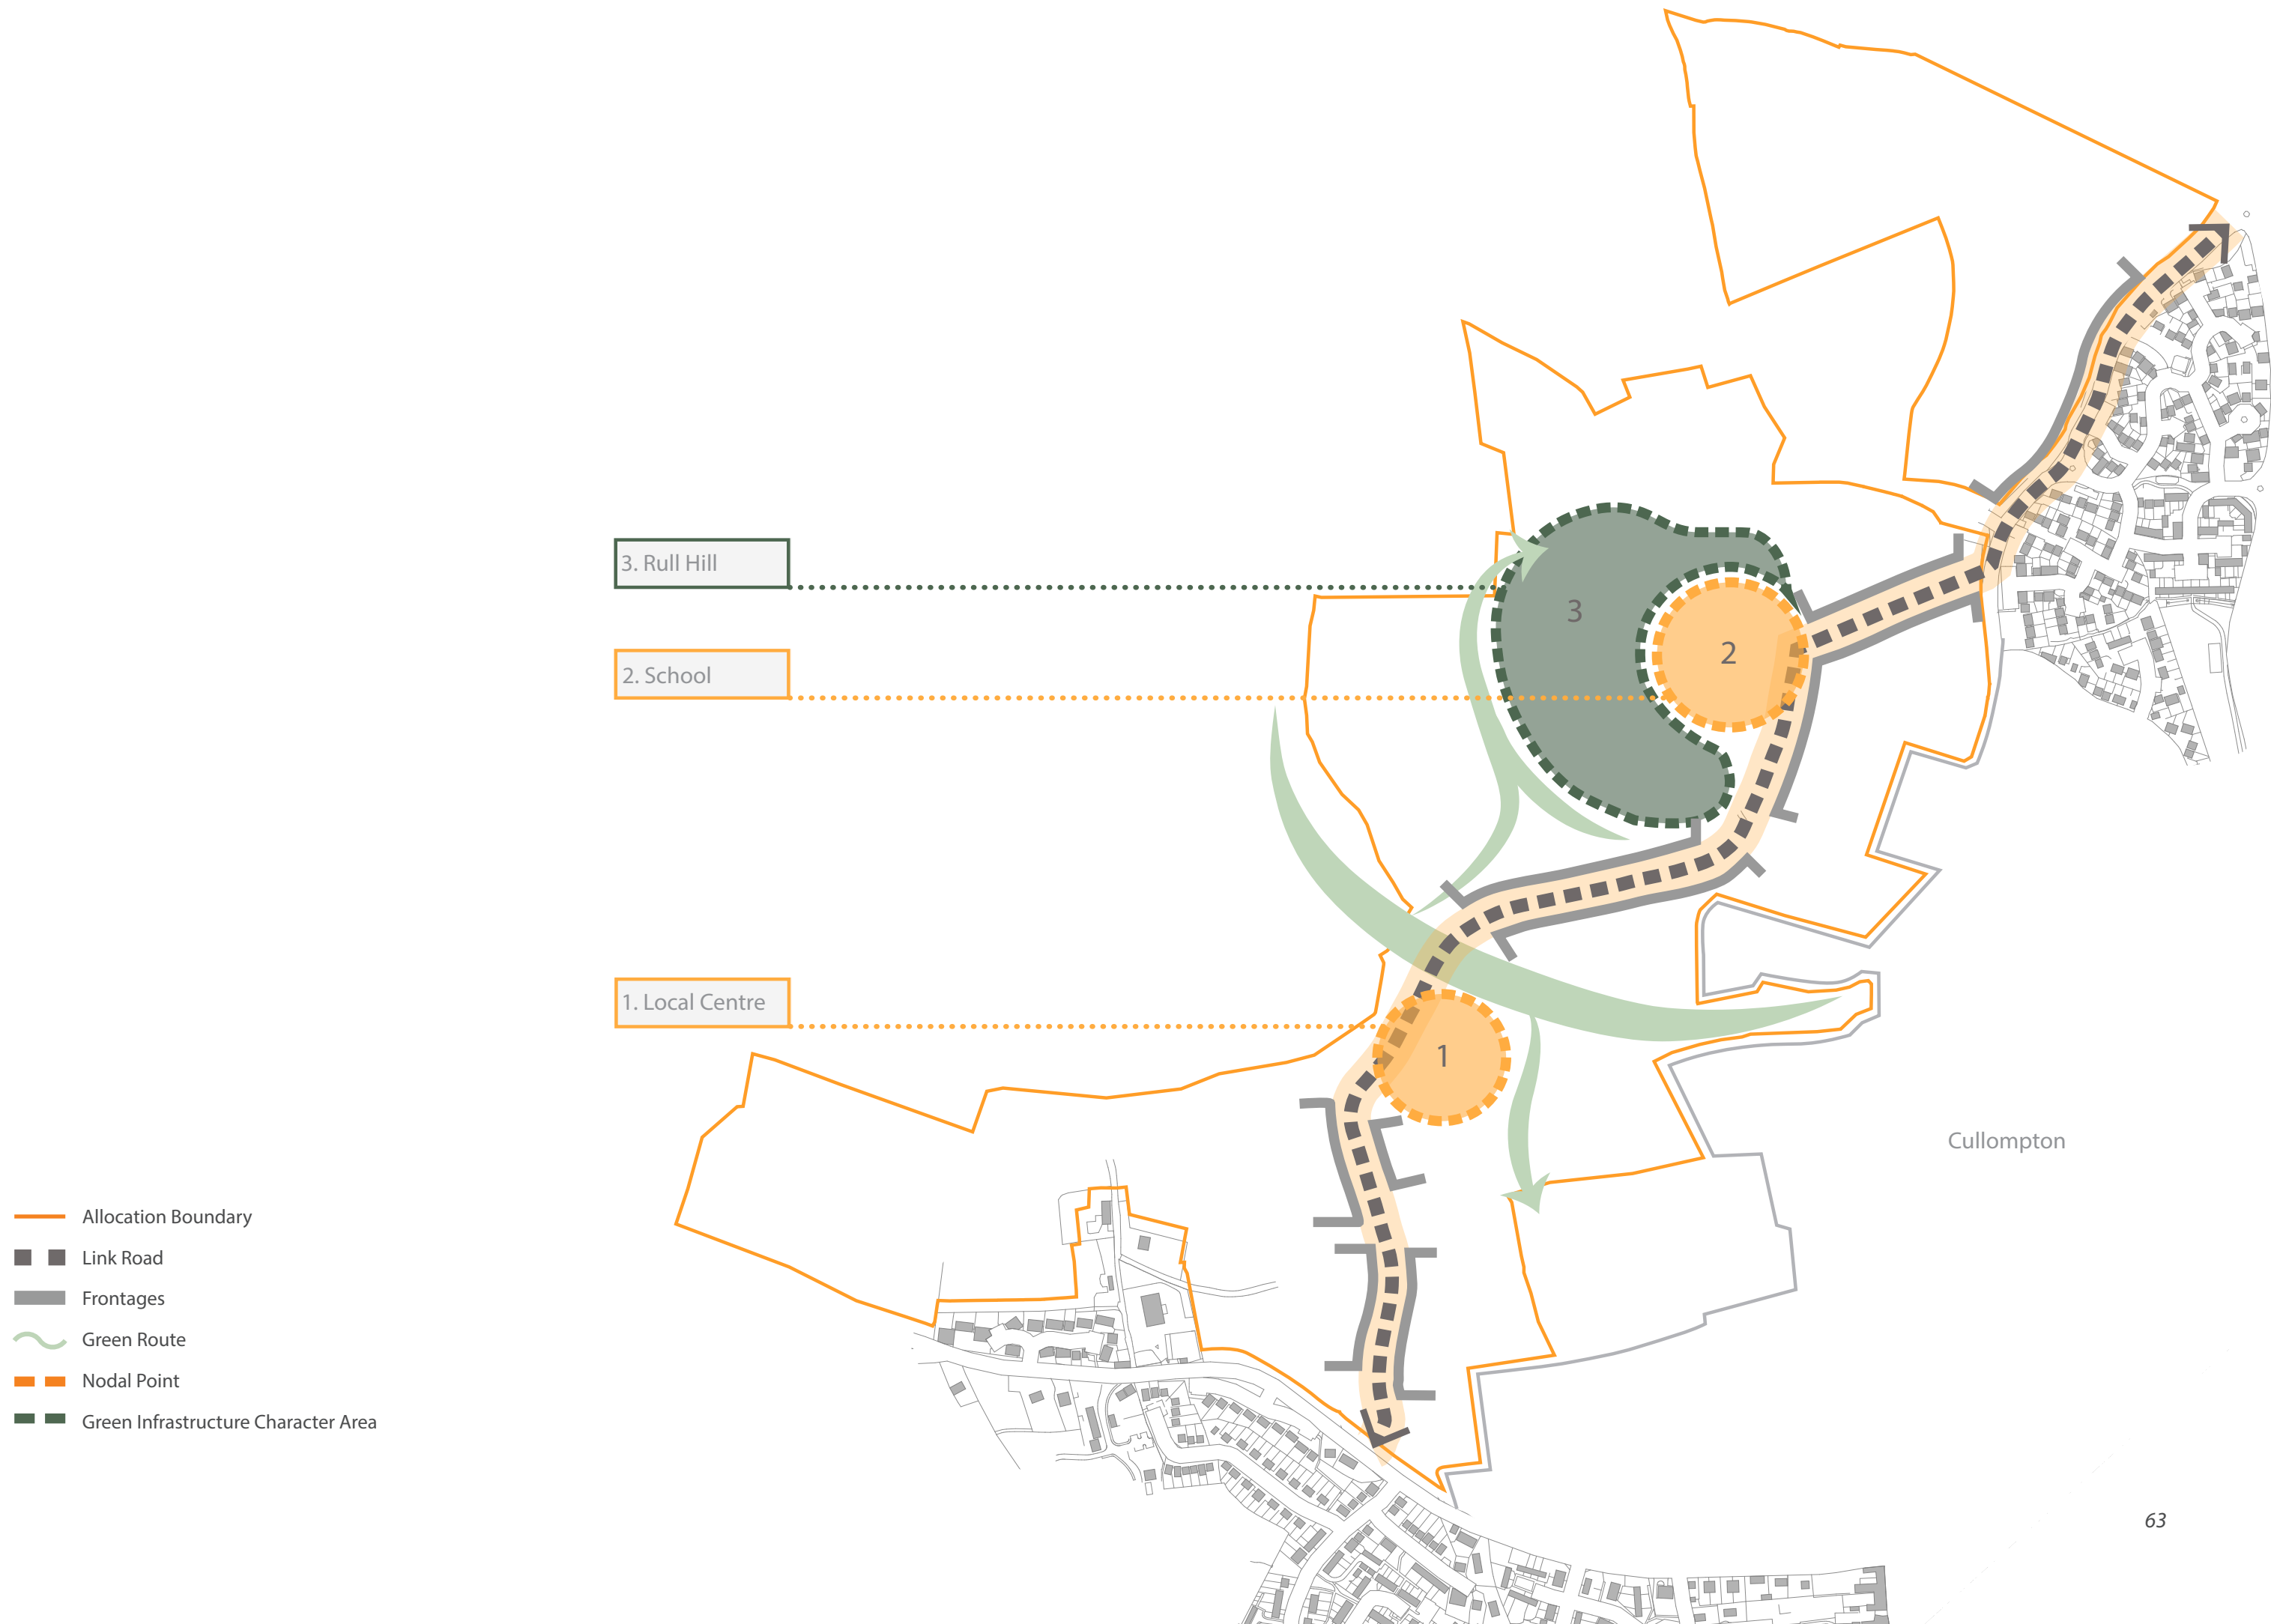 3. Rull Hill
3
2. School
2
1. Local Centre
1
Cullompton
Allocation Boundary
Link Road
Frontages
Green Route
Nodal Point
Green Infrastructure Character Area
63